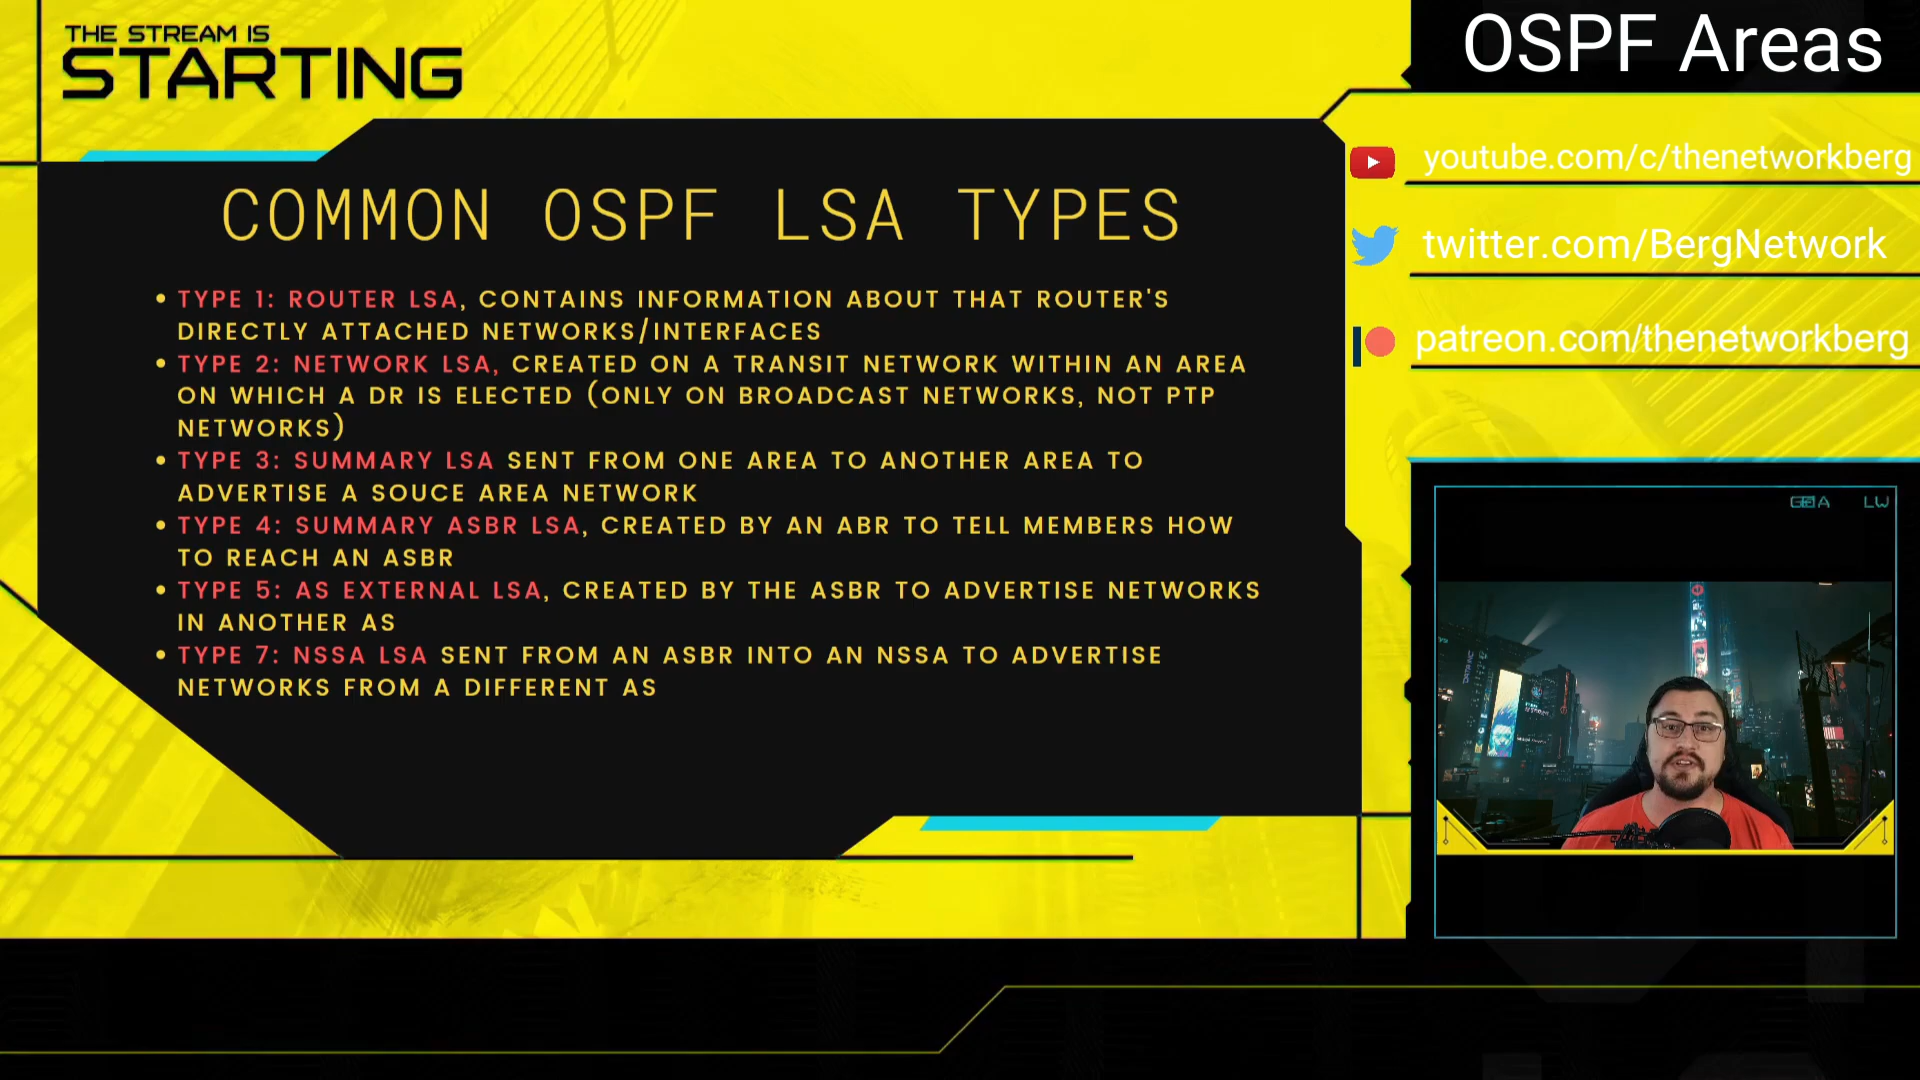 THE STREAM IS
STARTING
OSPF Areas
youtube.com/c/thenetworkberg
twitter.com/BergNetwork
patreon.com/thenetworkberg
COMMON OSPF LSA TYPES
• TYPE 1: ROUTER LSA, CONTAINS INFORMATION ABOUT THAT ROUTER'S
DIRECTLY ATTACHED NETWORKS/INTERFACES
• TYPE 2: NETWORK LSA, CREATED ON A TRANSIT NETWORK WITHIN AN AREA
ON WHICH A DR IS ELECTED (ONLY ON BROADCAST NETWORKS, NOT PTP
NETWORKS)
• TYPE 3: SUMMARY LSA SENT FROM ONE AREA TO ANOTHER AREA TO
ADVERTISE A SOUCE AREA NETWORK
• TYPE 4: SUMMARY ASBR LSA, CREATED BY AN ABR TO TELL MEMBERS HOW
TO REACH AN ASBR
• TYPE 5: AS EXTERNAL LSA, CREATED BY THE ASBR TO ADVERTISE NETWORKS
IN ANOTHER AS
• TYPE 7: NSSA LSA SENT FROM AN ASBR INTO AN NSSA TO ADVERTISE
NETWORKS FROM A DIFFERENT AS
LW